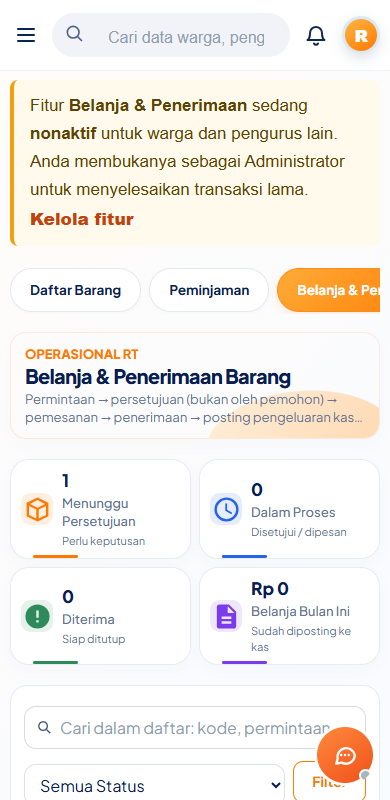 Cari data warga, peng
R
Fitur Belanja & Penerimaan sedang
nonaktif untuk warga dan pengurus lain.
Anda membukanya sebagai Administrator
untuk menyelesaikan transaksi lama.
Kelola fitur
Daftar Barang
Peminjaman
Belanja & Pe
OPERASIONAL RT
Belanja & Penerimaan Barang
Permintaan → persetujuan (bukan oleh pemohon) →
pemesanan → penerimaan → posting pengeluaran kas...
1
Menunggu
Persetujuan
Perlu keputusan
0
Dalam Proses
Disetujui / dipesan
0
Diterima
Siap ditutup
Rp 0
Belanja Bulan Ini
Sudah diposting ke
kas
Cari dalam daftar: kode, permintaan
Semua Status
Filte